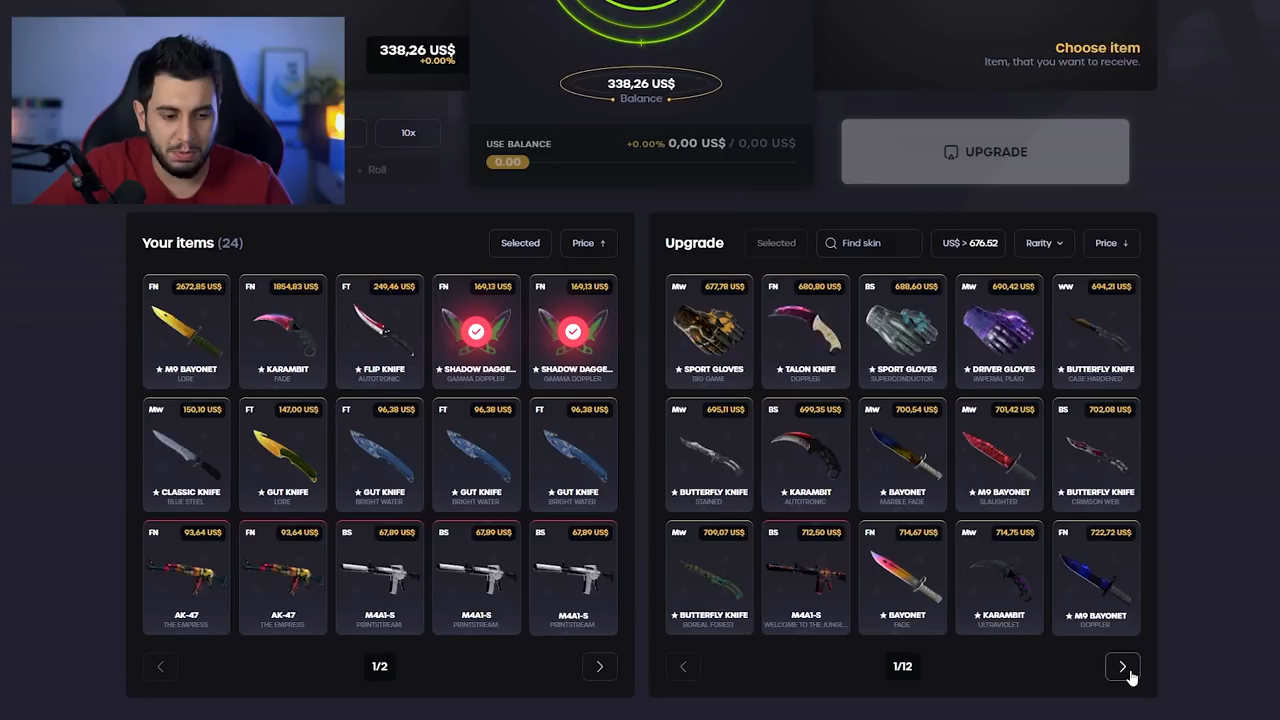 338,26 US$
+0.00%
338,26 US$
Balance
Choose item
Item, that you want to receive.
10x
Roll
USE BALANCE
+0.00% 0,00 US$ / 0,00 US$
0.00
UPGRADE
Your items (24)
Selected
Price ↑
FN 2672,85 US$
★ M9 BAYONET
LORE
FN 1854,83 US$
★ KARAMBIT
FADE
FT 249,46 US$
★ FLIP KNIFE
AUTOTRONIC
FN 169,13 US$
★ SHADOW DAGGE...
GAMMA DOPPLER
FN 169,13 US$
★ SHADOW DAGGE...
GAMMA DOPPLER
MW 150,10 US$
★ CLASSIC KNIFE
BLUE STEEL
FT 147,00 US$
★ GUT KNIFE
LORE
FT 96,38 US$
★ GUT KNIFE
BRIGHT WATER
FT 96,38 US$
★ GUT KNIFE
BRIGHT WATER
FT 96,38 US$
★ GUT KNIFE
BRIGHT WATER
FN 93,64 US$
AK-47
THE EMPRESS
FN 93,64 US$
AK-47
THE EMPRESS
BS 67,89 US$
M4A1-S
PRINTSTREAM
BS 67,89 US$
M4A1-S
PRINTSTREAM
BS 67,89 US$
M4A1-S
PRINTSTREAM
1/2
Upgrade
Selected
Find skin
US$ > 676.52
Rarity
Price ↓
MW 677,78 US$
★ SPORT GLOVES
BIG GAME
FN 680,80 US$
★ TALON KNIFE
DOPPLER
BS 688,60 US$
★ SPORT GLOVES
SUPERCONDUCTOR
MW 690,42 US$
★ DRIVER GLOVES
IMPERIAL PLAID
WW 694,21 US$
★ BUTTERFLY KNIFE
CASE HARDENED
MW 695,11 US$
★ BUTTERFLY KNIFE
STAINED
BS 699,35 US$
★ KARAMBIT
AUTOTRONIC
MW 700,54 US$
★ BAYONET
MARBLE FADE
MW 701,42 US$
★ M9 BAYONET
SLAUGHTER
BS 702,08 US$
★ BUTTERFLY KNIFE
CRIMSON WEB
MW 709,07 US$
★ BUTTERFLY KNIFE
BOREAL FOREST
BS 712,50 US$
M4A1-S
WELCOME TO THE JUNGL...
FN 714,67 US$
★ BAYONET
FADE
MW 714,75 US$
★ KARAMBIT
ULTRAVIOLET
FN 722,72 US$
★ M9 BAYONET
DOPPLER
1/12